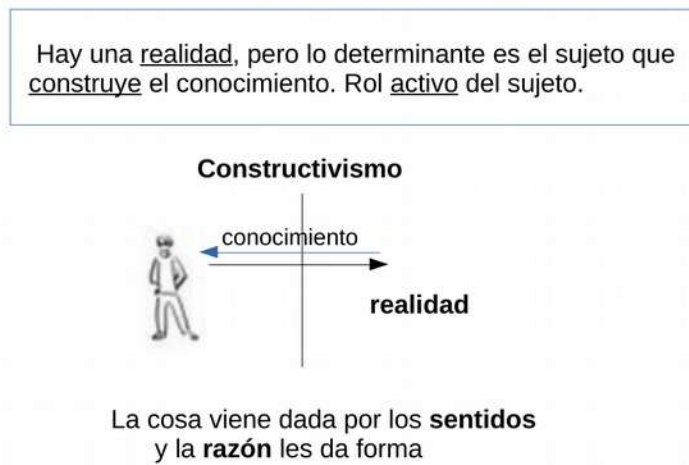 Hay una realidad, pero lo determinante es el sujeto que
construye el conocimiento. Rol activo del sujeto.
Constructivismo
conocimiento
realidad
La cosa viene dada por los sentidos
y la razón les da forma